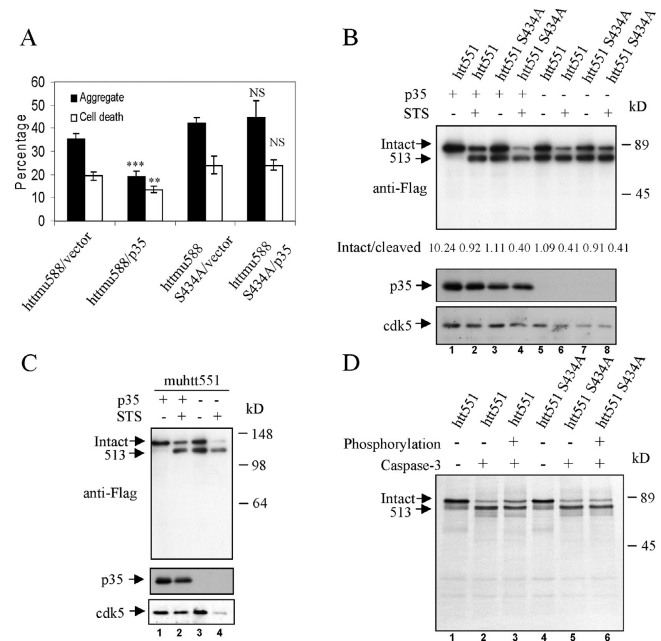 A
60
50
40
30
20
10
0
Percentage
Aggregate
Cell death
***
**
NS
NS
httmu588/vector
httmu588/p35
httmu588 S434A/vector
httmu588 S434A/p35
B
htt551 htt551 htt551 S434A htt551 S434A htt551 htt551 htt551 S434A htt551 S434A
p35 + + + + - - - -
STS - + - + - + - +
kD
Intact
513
anti-Flag
89
45
Intact/cleaved 10.24 0.92 1.11 0.40 1.09 0.41 0.91 0.41
p35
cdk5
1 2 3 4 5 6 7 8
C
muhtt551
p35 + + - -
STS - + - +
kD
Intact
513
anti-Flag
148
98
64
p35
cdk5
1 2 3 4
D
htt551 htt551 htt551 htt551 S434A htt551 S434A htt551 S434A
Phosphorylation - - + - - +
Caspase-3 - + + - + +
kD
Intact
513
89
45
1 2 3 4 5 6